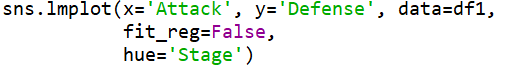 sns.lmplot(x='Attack', y='Defense', data=df1,
           fit_reg=False,
           hue='Stage')